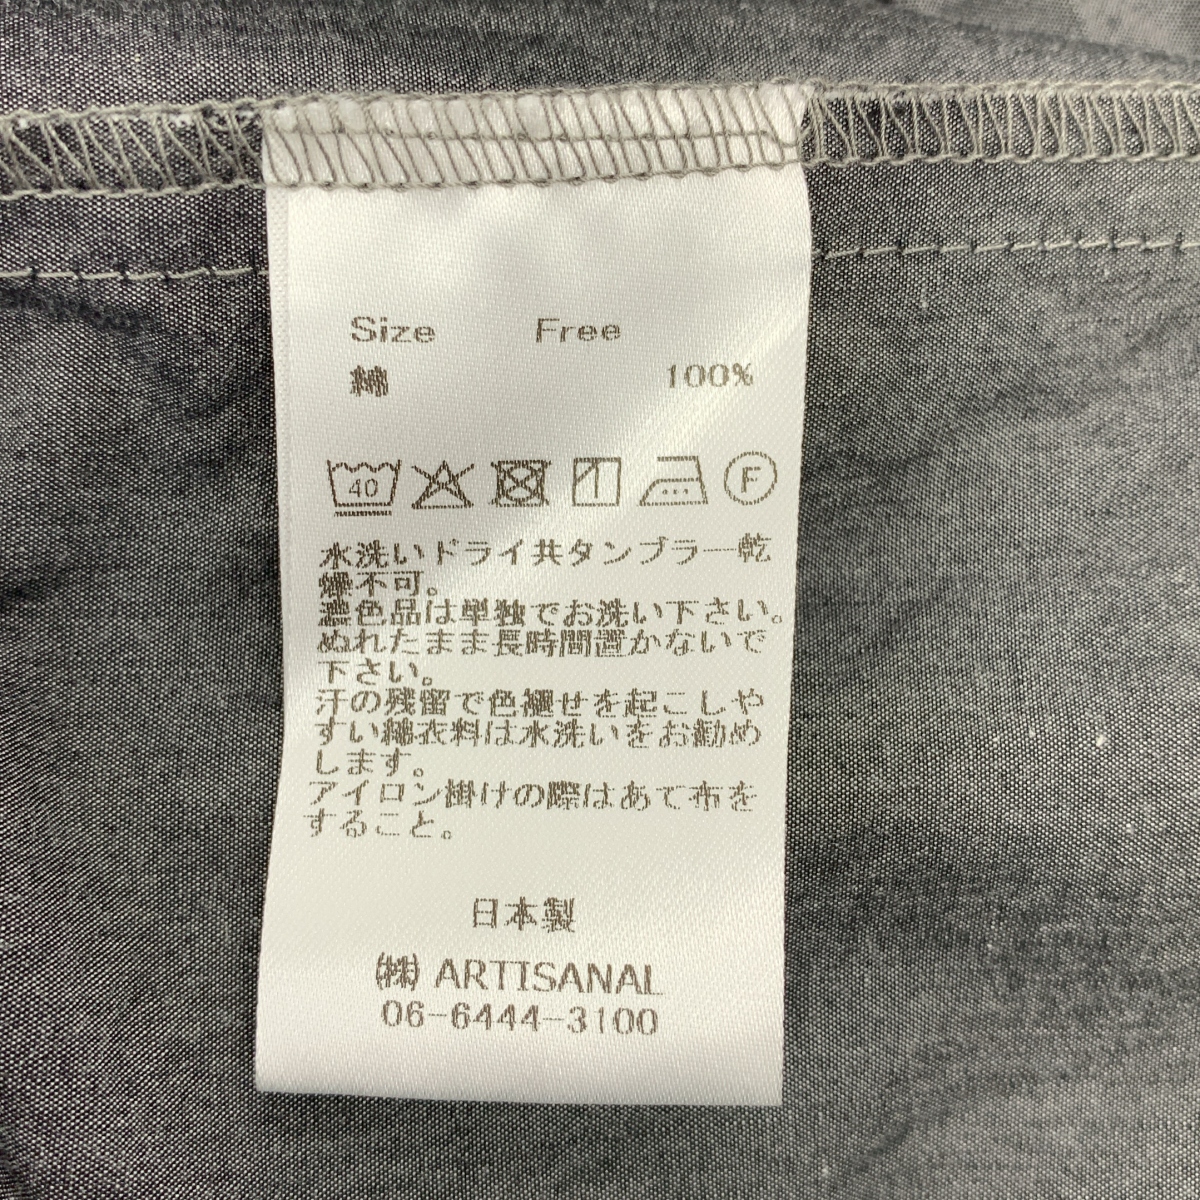 Size Free
綿 100%
40 F
水洗いドライ共タンブラー乾
燥不可。
濃色品は単独でお洗い下さい。
ぬれたまま長時間置かないで
下さい。
汗の残留で色褪せを起こしや
すい綿衣料は水洗いをお勧め
します。
アイロン掛けの際はあて布を
すること。
日本製
㈱ ARTISANAL
06-6444-3100